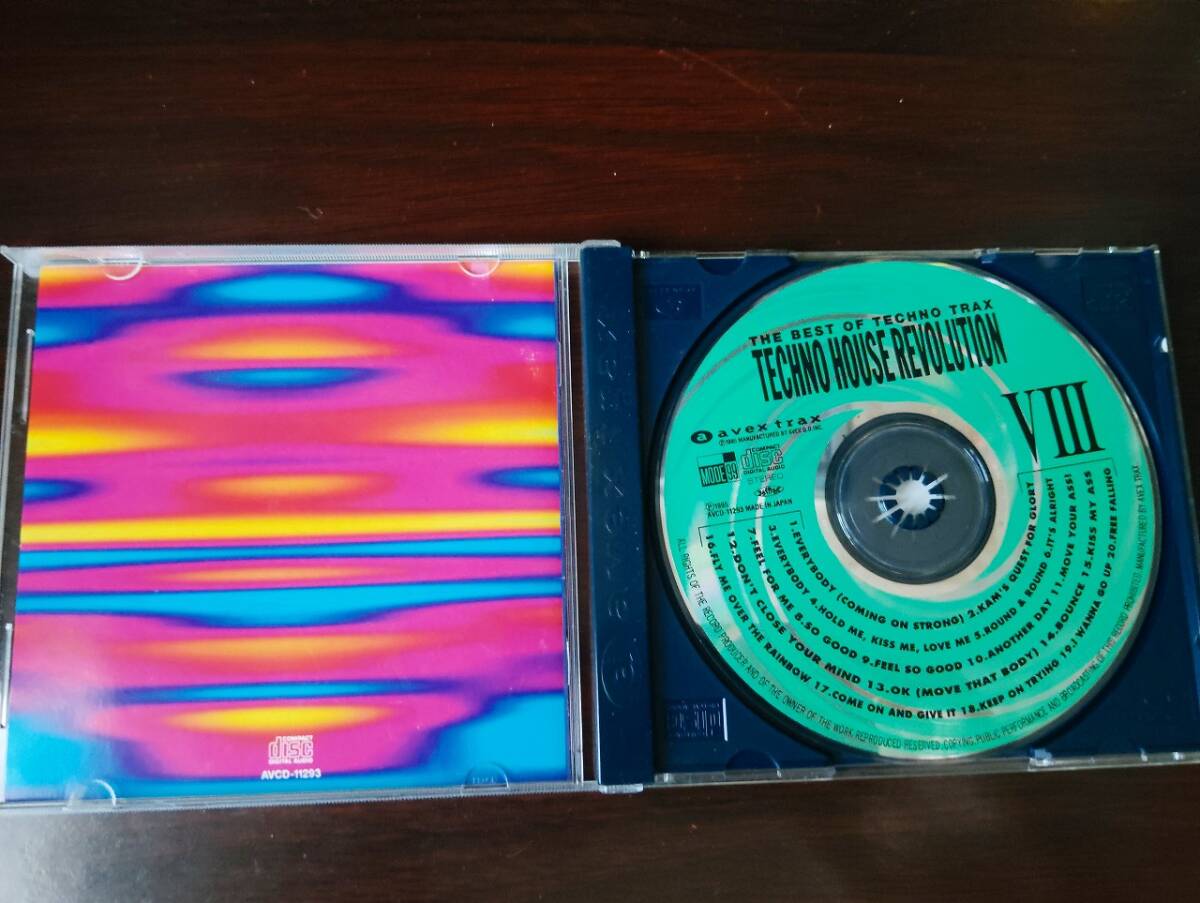 COMPACT
disc
DIGITAL AUDIO
AVCD-11293
THE BEST OF TECHNO TRAX
TECHNO HOUSE REVOLUTION
VIII
a avex trax
MODE 99
COMPACT
disc
DIGITAL AUDIO
STEREO
AVCD-11293 MADE IN JAPAN
1.EVERYBODY (COMING ON STRONG) 2.KAM'S QUEST FOR GLORY
3.EVERYBODY 4.HOLD ME, KISS ME, LOVE ME 5.ROUND & ROUND 6.IT'S ALRIGHT
7.FEEL FOR ME 8.SO GOOD 9.FEEL SO GOOD 10.ANOTHER DAY 11.MOVE YOUR ASS!
12.DON'T CLOSE YOUR MIND 13.OK (MOVE THAT BODY) 14.BOUNCE 15.KISS MY ASS
16.FLY ME OVER THE RAINBOW 17.COME ON AND GIVE IT 18.KEEP ON TRYING 19.I WANNA GO UP 20.FREE FALLING
ALL RIGHTS OF THE RECORD PRODUCER AND OF THE OWNER OF THE WORK REPRODUCED RESERVED. COPYING, PUBLIC PERFORMANCE AND BROADCASTING OF THIS RECORD PROHIBITED. MANUFACTURED BY AVEX TRAX
a avex trax